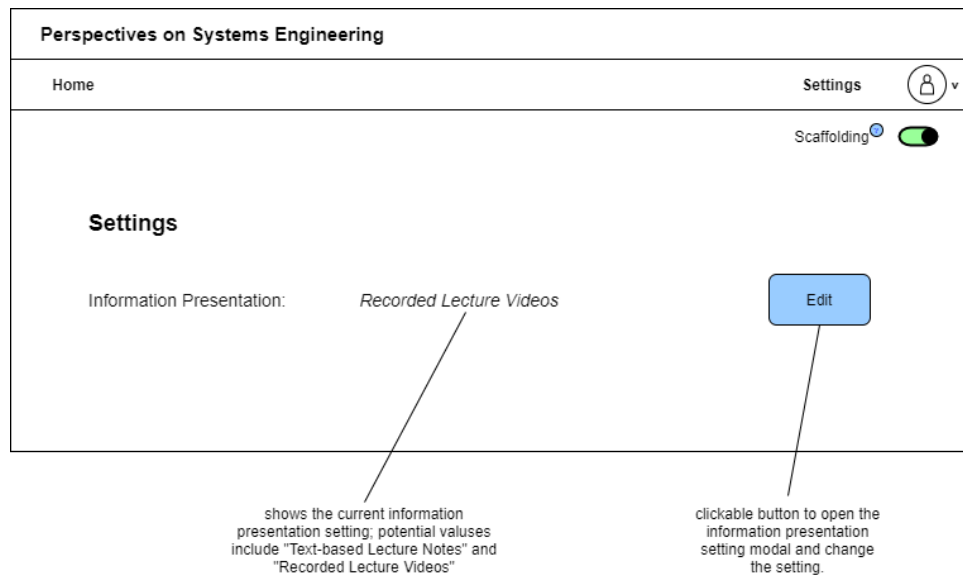 Perspectives on Systems Engineering
Home Settings v
Scaffolding ?
Settings
Information Presentation: Recorded Lecture Videos Edit
shows the current information
presentation setting; potential valuses
include "Text-based Lecture Notes" and
"Recorded Lecture Videos"
clickable button to open the
information presentation
setting modal and change
the setting.